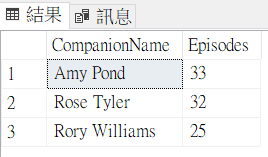 結果 訊息
CompanionName Episodes
1 Amy Pond 33
2 Rose Tyler 32
3 Rory Williams 25